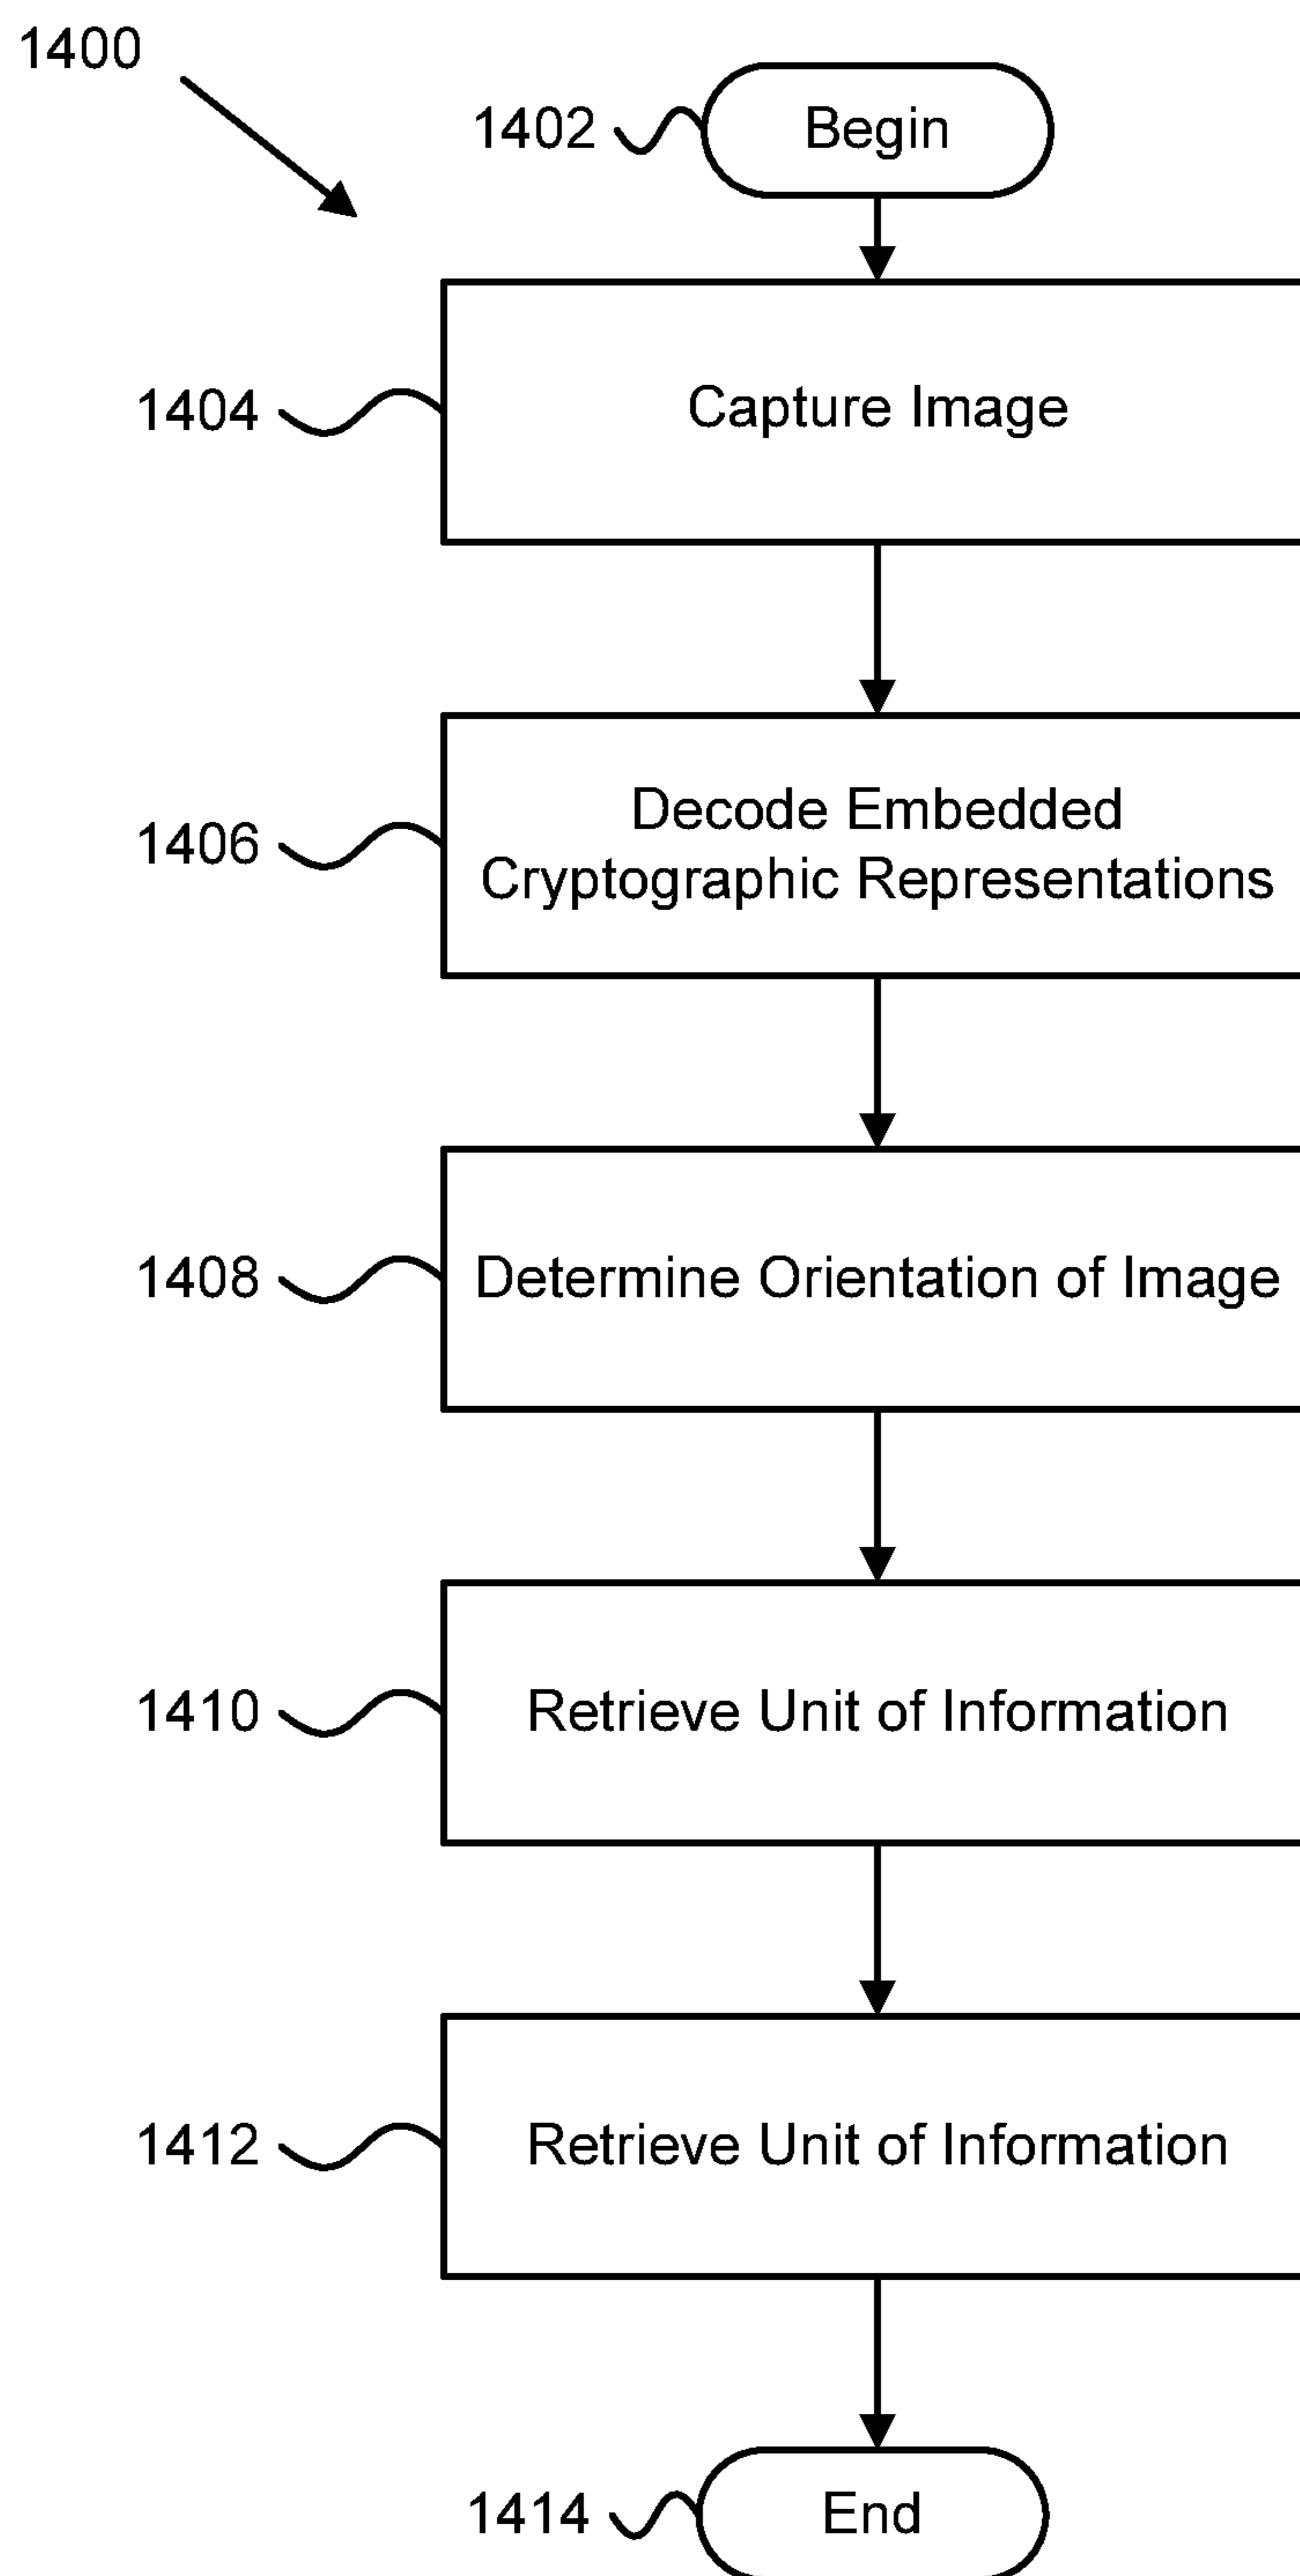 1400
1402 Begin
1404 Capture Image
1406 Decode Embedded
Cryptographic Representations
1408 Determine Orientation of Image
1410 Retrieve Unit of Information
1412 Retrieve Unit of Information
1414 End